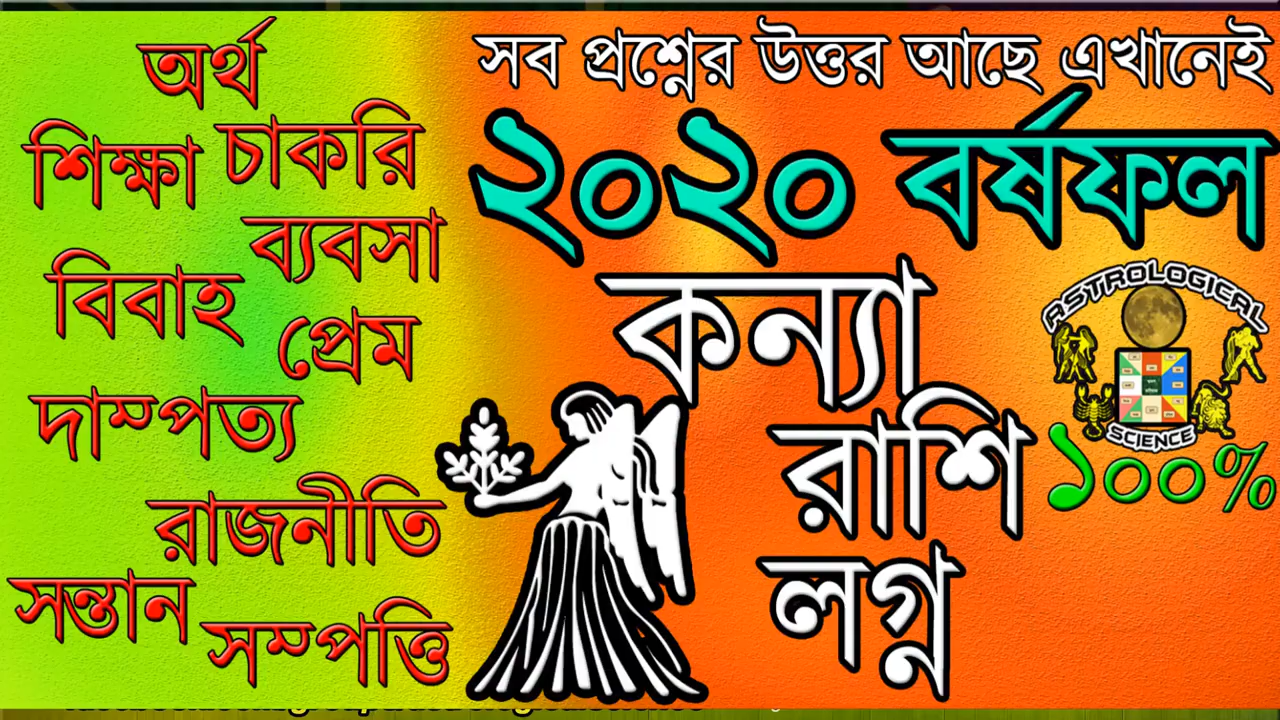 সব প্রশ্নের উত্তর আছে এখানেই
২০২০ বর্ষফল
কন্যা
রাশি
লগ্ন
অর্থ
শিক্ষা চাকরি
ব্যবসা
বিবাহ
প্রেম
দাম্পত্য
রাজনীতি
সন্তান
সম্পত্তি
ASTROLOGICAL
SCIENCE
১০০%